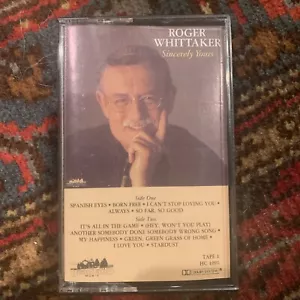 ROGER
WHITTAKER
Sincerely Yours
Side One
SPANISH EYES • BORN FREE • I CAN'T STOP LOVING YOU •
ALWAYS • SO FAR, SO GOOD
Side Two
IT'S ALL IN THE GAME • (HEY, WON'T YOU PLAY)
ANOTHER SOMEBODY DONE SOMEBODY WRONG SONG •
MY HAPPINESS • GREEN, GREEN GRASS OF HOME •
I LOVE YOU • STARDUST
TAPE 1